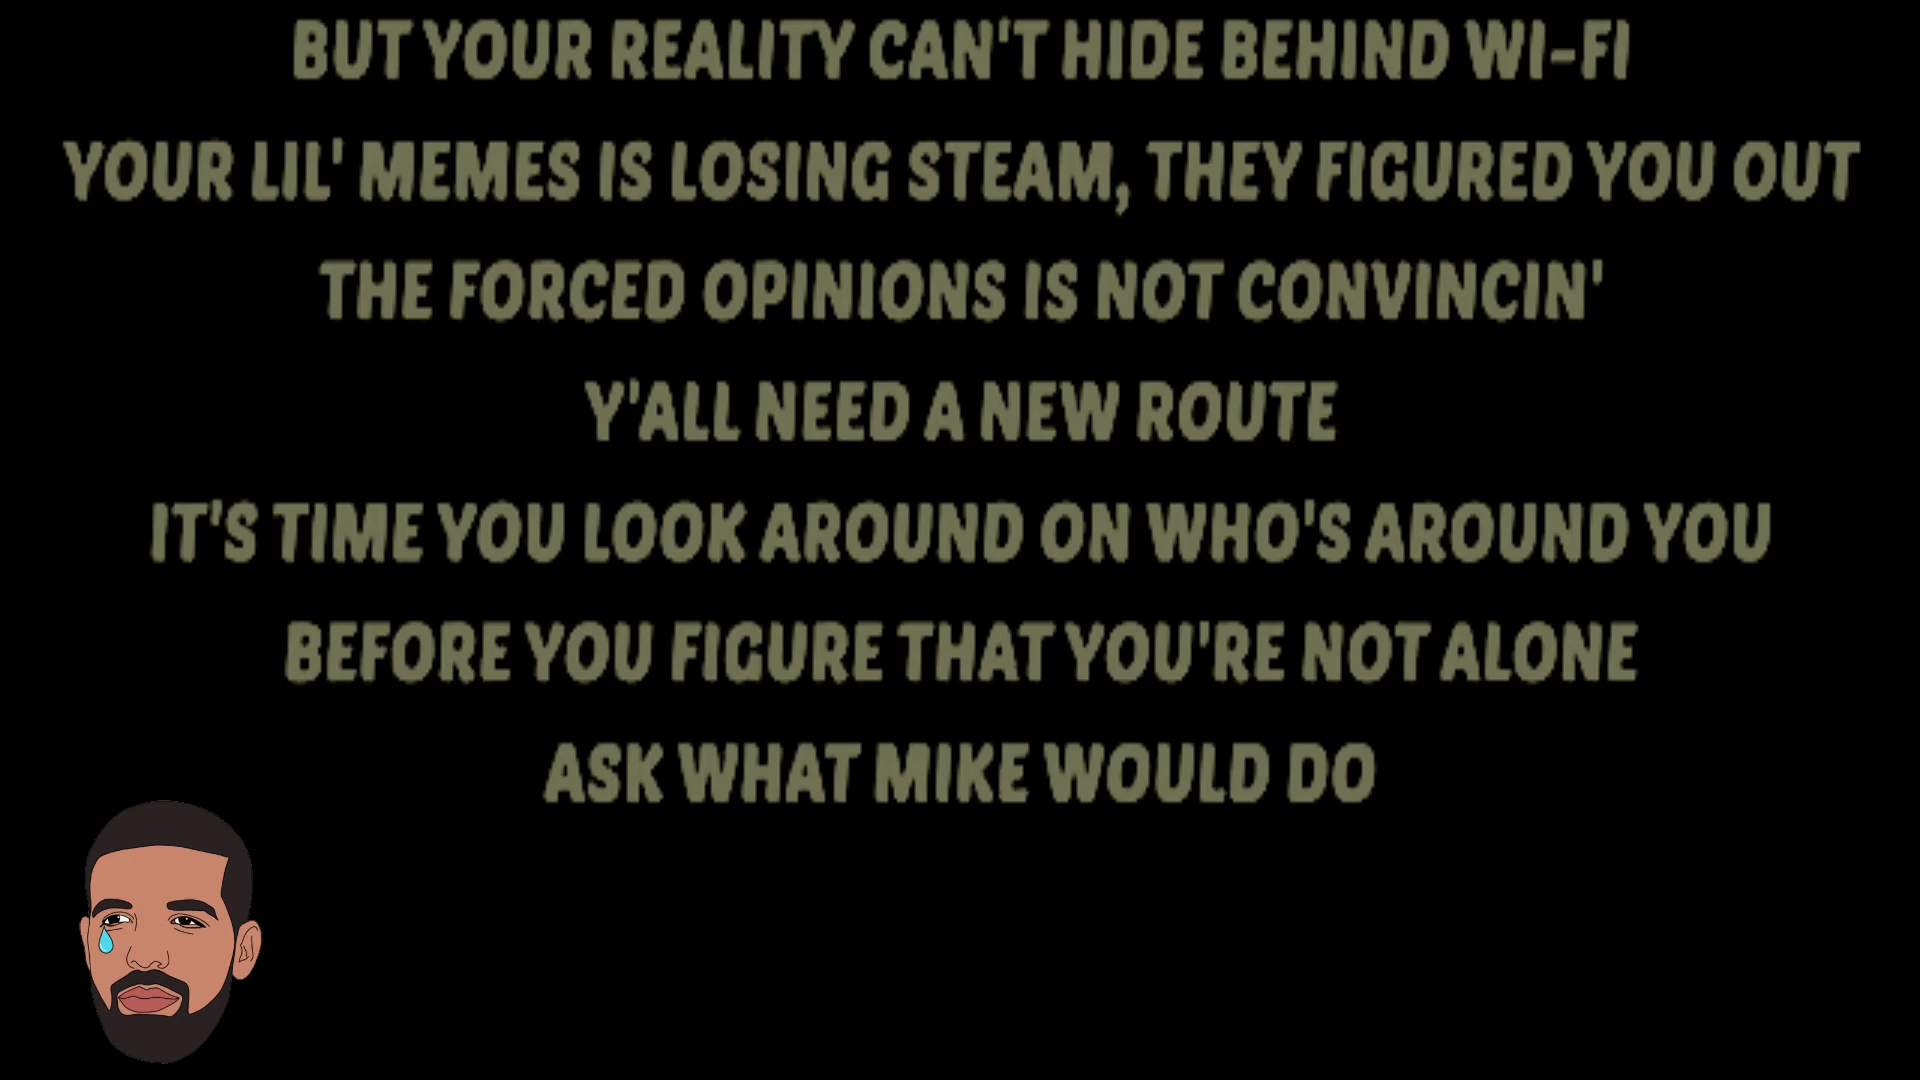 BUT YOUR REALITY CAN'T HIDE BEHIND WI-FI
YOUR LIL' MEMES IS LOSING STEAM, THEY FIGURED YOU OUT
THE FORCED OPINIONS IS NOT CONVINCIN'
Y'ALL NEED A NEW ROUTE
IT'S TIME YOU LOOK AROUND ON WHO'S AROUND YOU
BEFORE YOU FIGURE THAT YOU'RE NOT ALONE
ASK WHAT MIKE WOULD DO